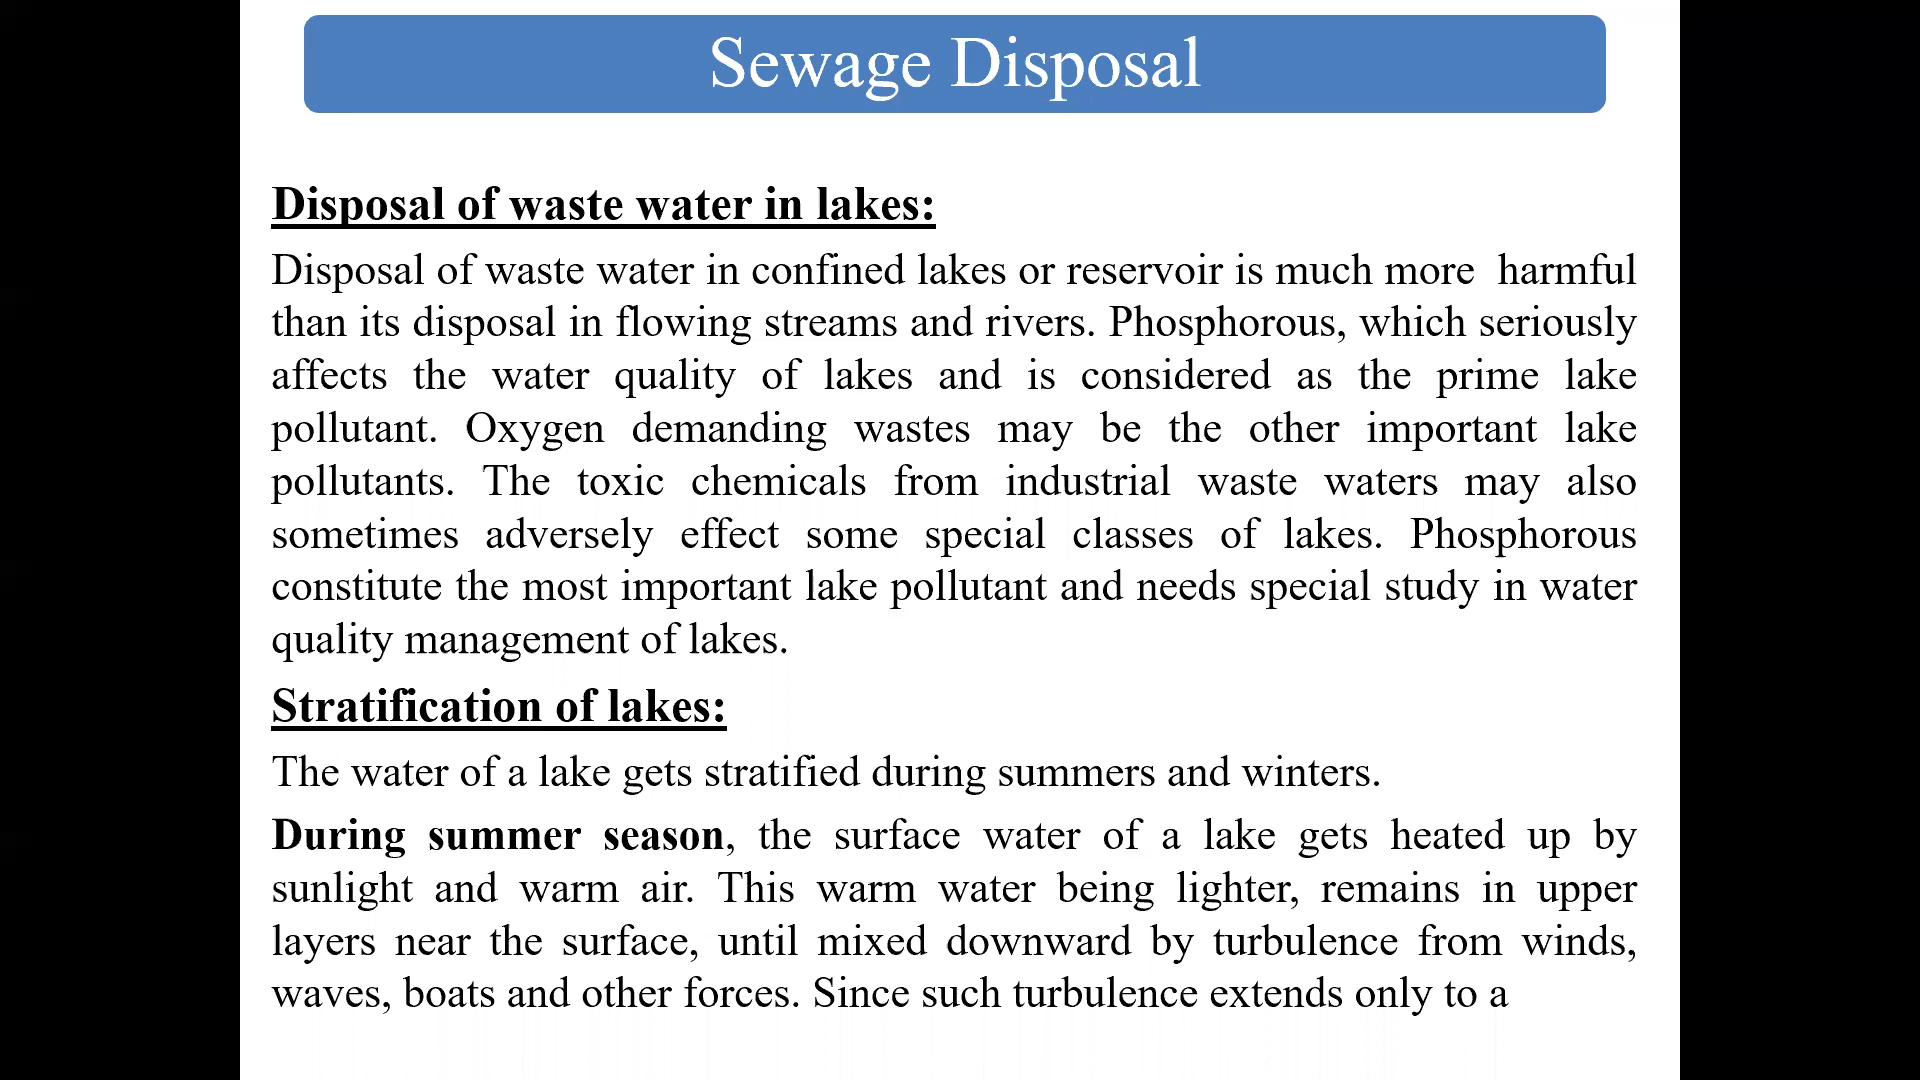 Sewage Disposal
Disposal of waste water in lakes:
Disposal of waste water in confined lakes or reservoir is much more harmful
than its disposal in flowing streams and rivers. Phosphorous, which seriously
affects the water quality of lakes and is considered as the prime lake
pollutant. Oxygen demanding wastes may be the other important lake
pollutants. The toxic chemicals from industrial waste waters may also
sometimes adversely effect some special classes of lakes. Phosphorous
constitute the most important lake pollutant and needs special study in water
quality management of lakes.
Stratification of lakes:
The water of a lake gets stratified during summers and winters.
During summer season, the surface water of a lake gets heated up by
sunlight and warm air. This warm water being lighter, remains in upper
layers near the surface, until mixed downward by turbulence from winds,
waves, boats and other forces. Since such turbulence extends only to a